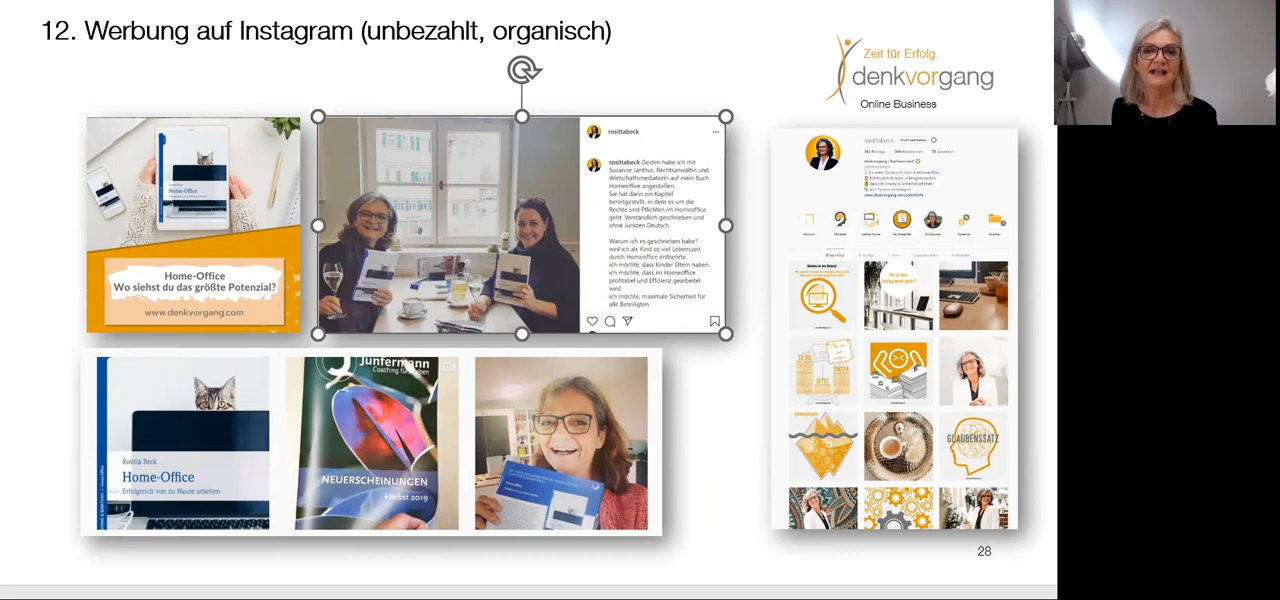 12. Werbung auf Instagram (unbezahlt, organisch)
Zeit für Erfolg.
denkvorgang
Online Business
Home-Office
Home-Office
Wo siehst du das größte Potenzial?
www.denkvorgang.com
rosittabeck
rosittabeck Gestern habe ich mit
Susanne Janthur, Rechtsanwältin und
Wirtschaftsmediatorin auf mein Buch
Homeoffice angestoßen.
Sie hat darin ein Kapitel
bereitgestellt, in dem es um die
Rechte und Pflichten im Homeoffice
geht. Verständlich geschrieben und
ohne Juristen Deutsch.
Warum ich es geschrieben habe?
weil ich als Kind so viel Lebenszeit
durch Homeoffice entbehrte.
ich möchte, dass Kinder Eltern haben.
ich möchte, dass im Homeoffice
profitabel und Effizienz gearbeitet
wird.
ich möchte, maximale Sicherheit für
alle Beteiligten.
Rositta Beck
Home-Office
Erfolgreich von zu Hause arbeiten
Junfermann
Coaching fürs Leben
NEUERSCHEINUNGEN
Herbst 2019
rosittabeck
GLAUBENSSATZ
28